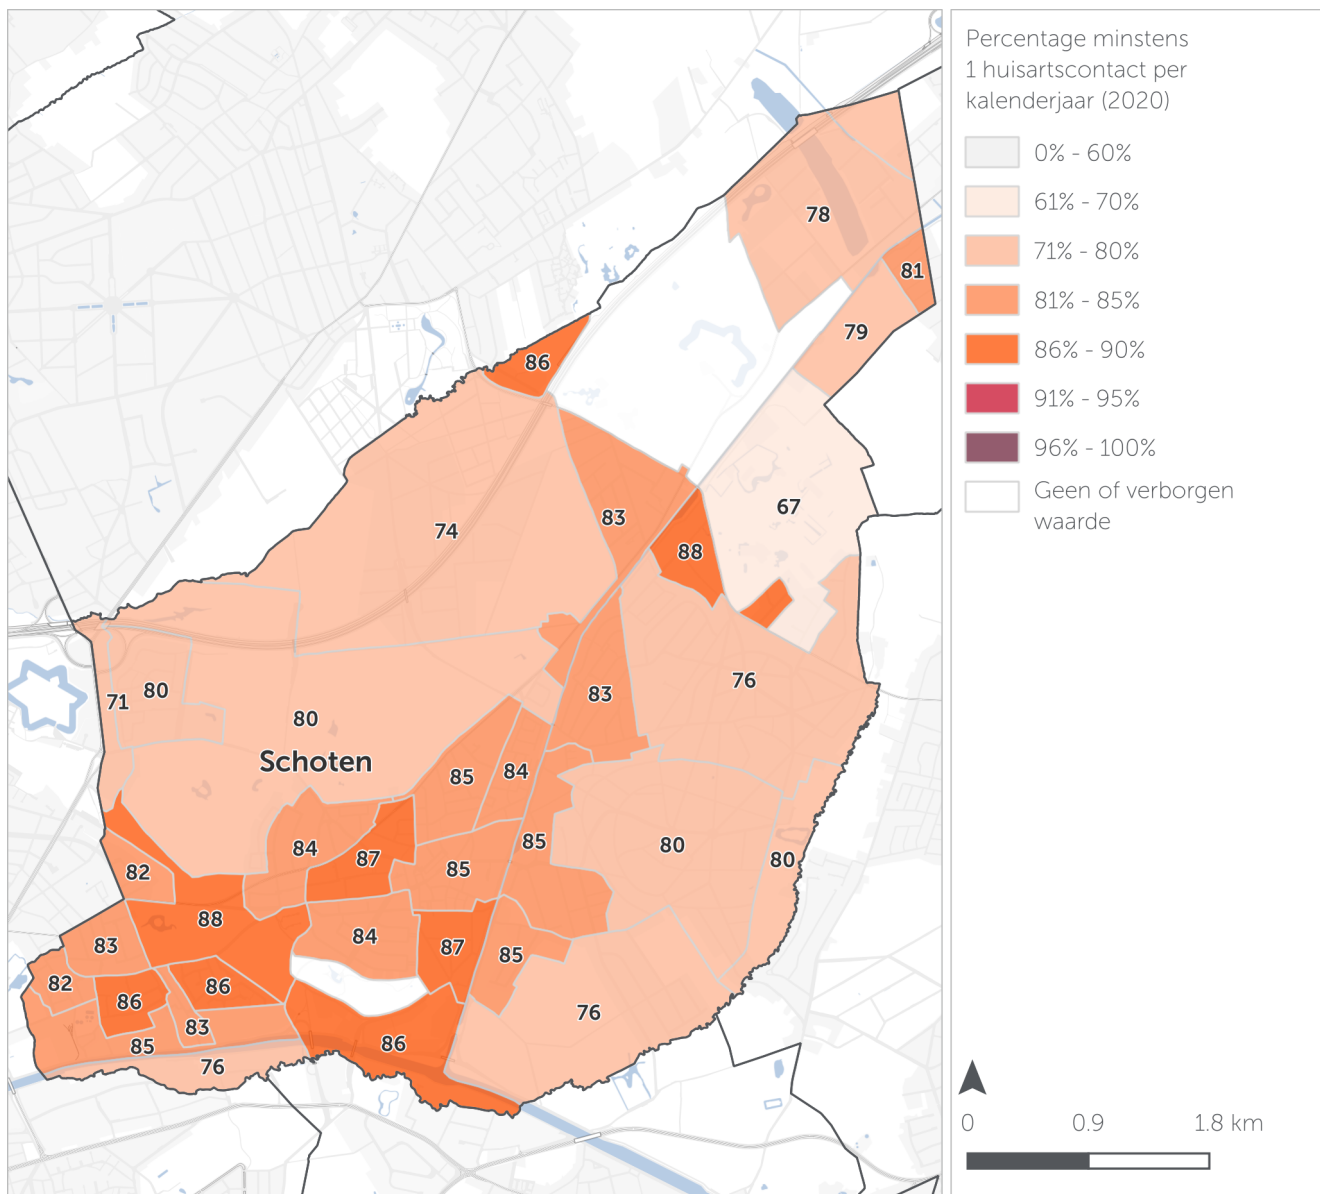 Percentage minstens
1 huisartscontact per
kalenderjaar (2020)
0% - 60%
61% - 70%
71% - 80%
81% - 85%
86% - 90%
91% - 95%
96% - 100%
Geen of verborgen
waarde
78
81
79
86
67
74
83
88
76
71
80
80
83
Schoten
85
84
84
87
85
85
80
80
82
88
83
84
87
85
82
86
86
83
76
85
86
76
0
0.9
1.8 km